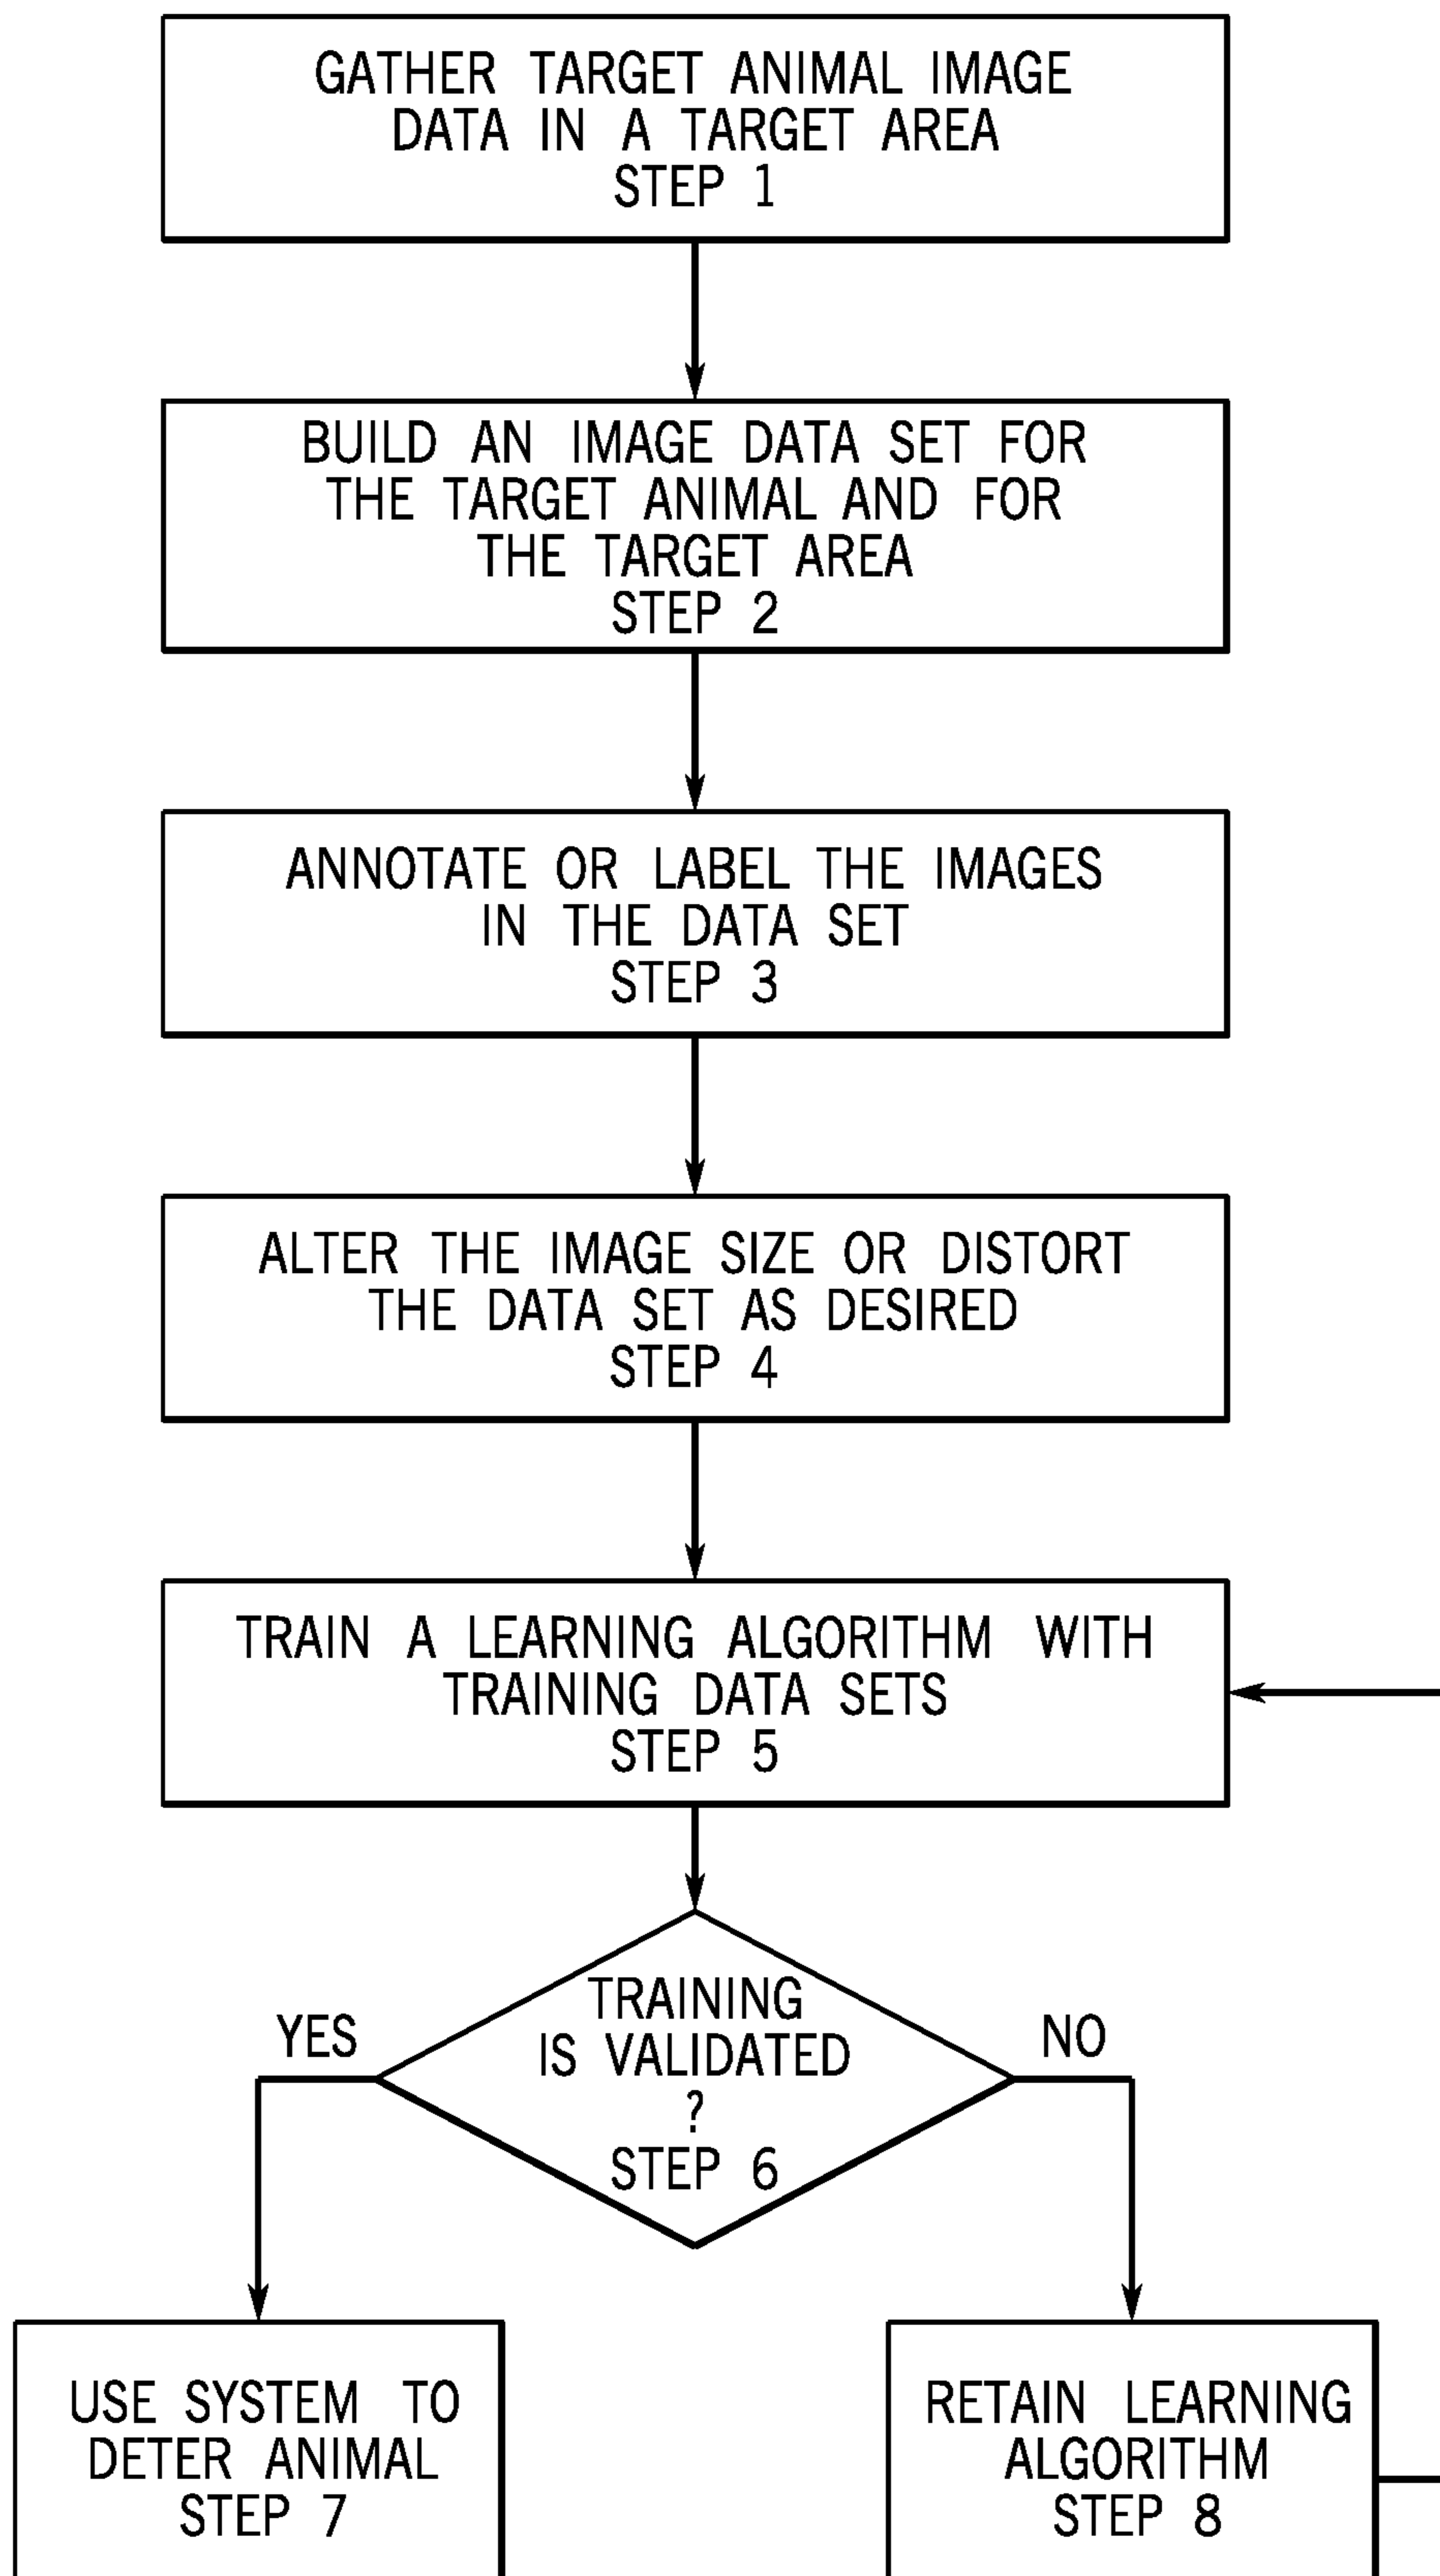 GATHER TARGET ANIMAL IMAGE
DATA IN A TARGET AREA
STEP 1
BUILD AN IMAGE DATA SET FOR
THE TARGET ANIMAL AND FOR
THE TARGET AREA
STEP 2
ANNOTATE OR LABEL THE IMAGES
IN THE DATA SET
STEP 3
ALTER THE IMAGE SIZE OR DISTORT
THE DATA SET AS DESIRED
STEP 4
TRAIN A LEARNING ALGORITHM WITH
TRAINING DATA SETS
STEP 5
TRAINING
IS VALIDATED
?
STEP 6
YES
NO
USE SYSTEM TO
DETER ANIMAL
STEP 7
RETAIN LEARNING
ALGORITHM
STEP 8